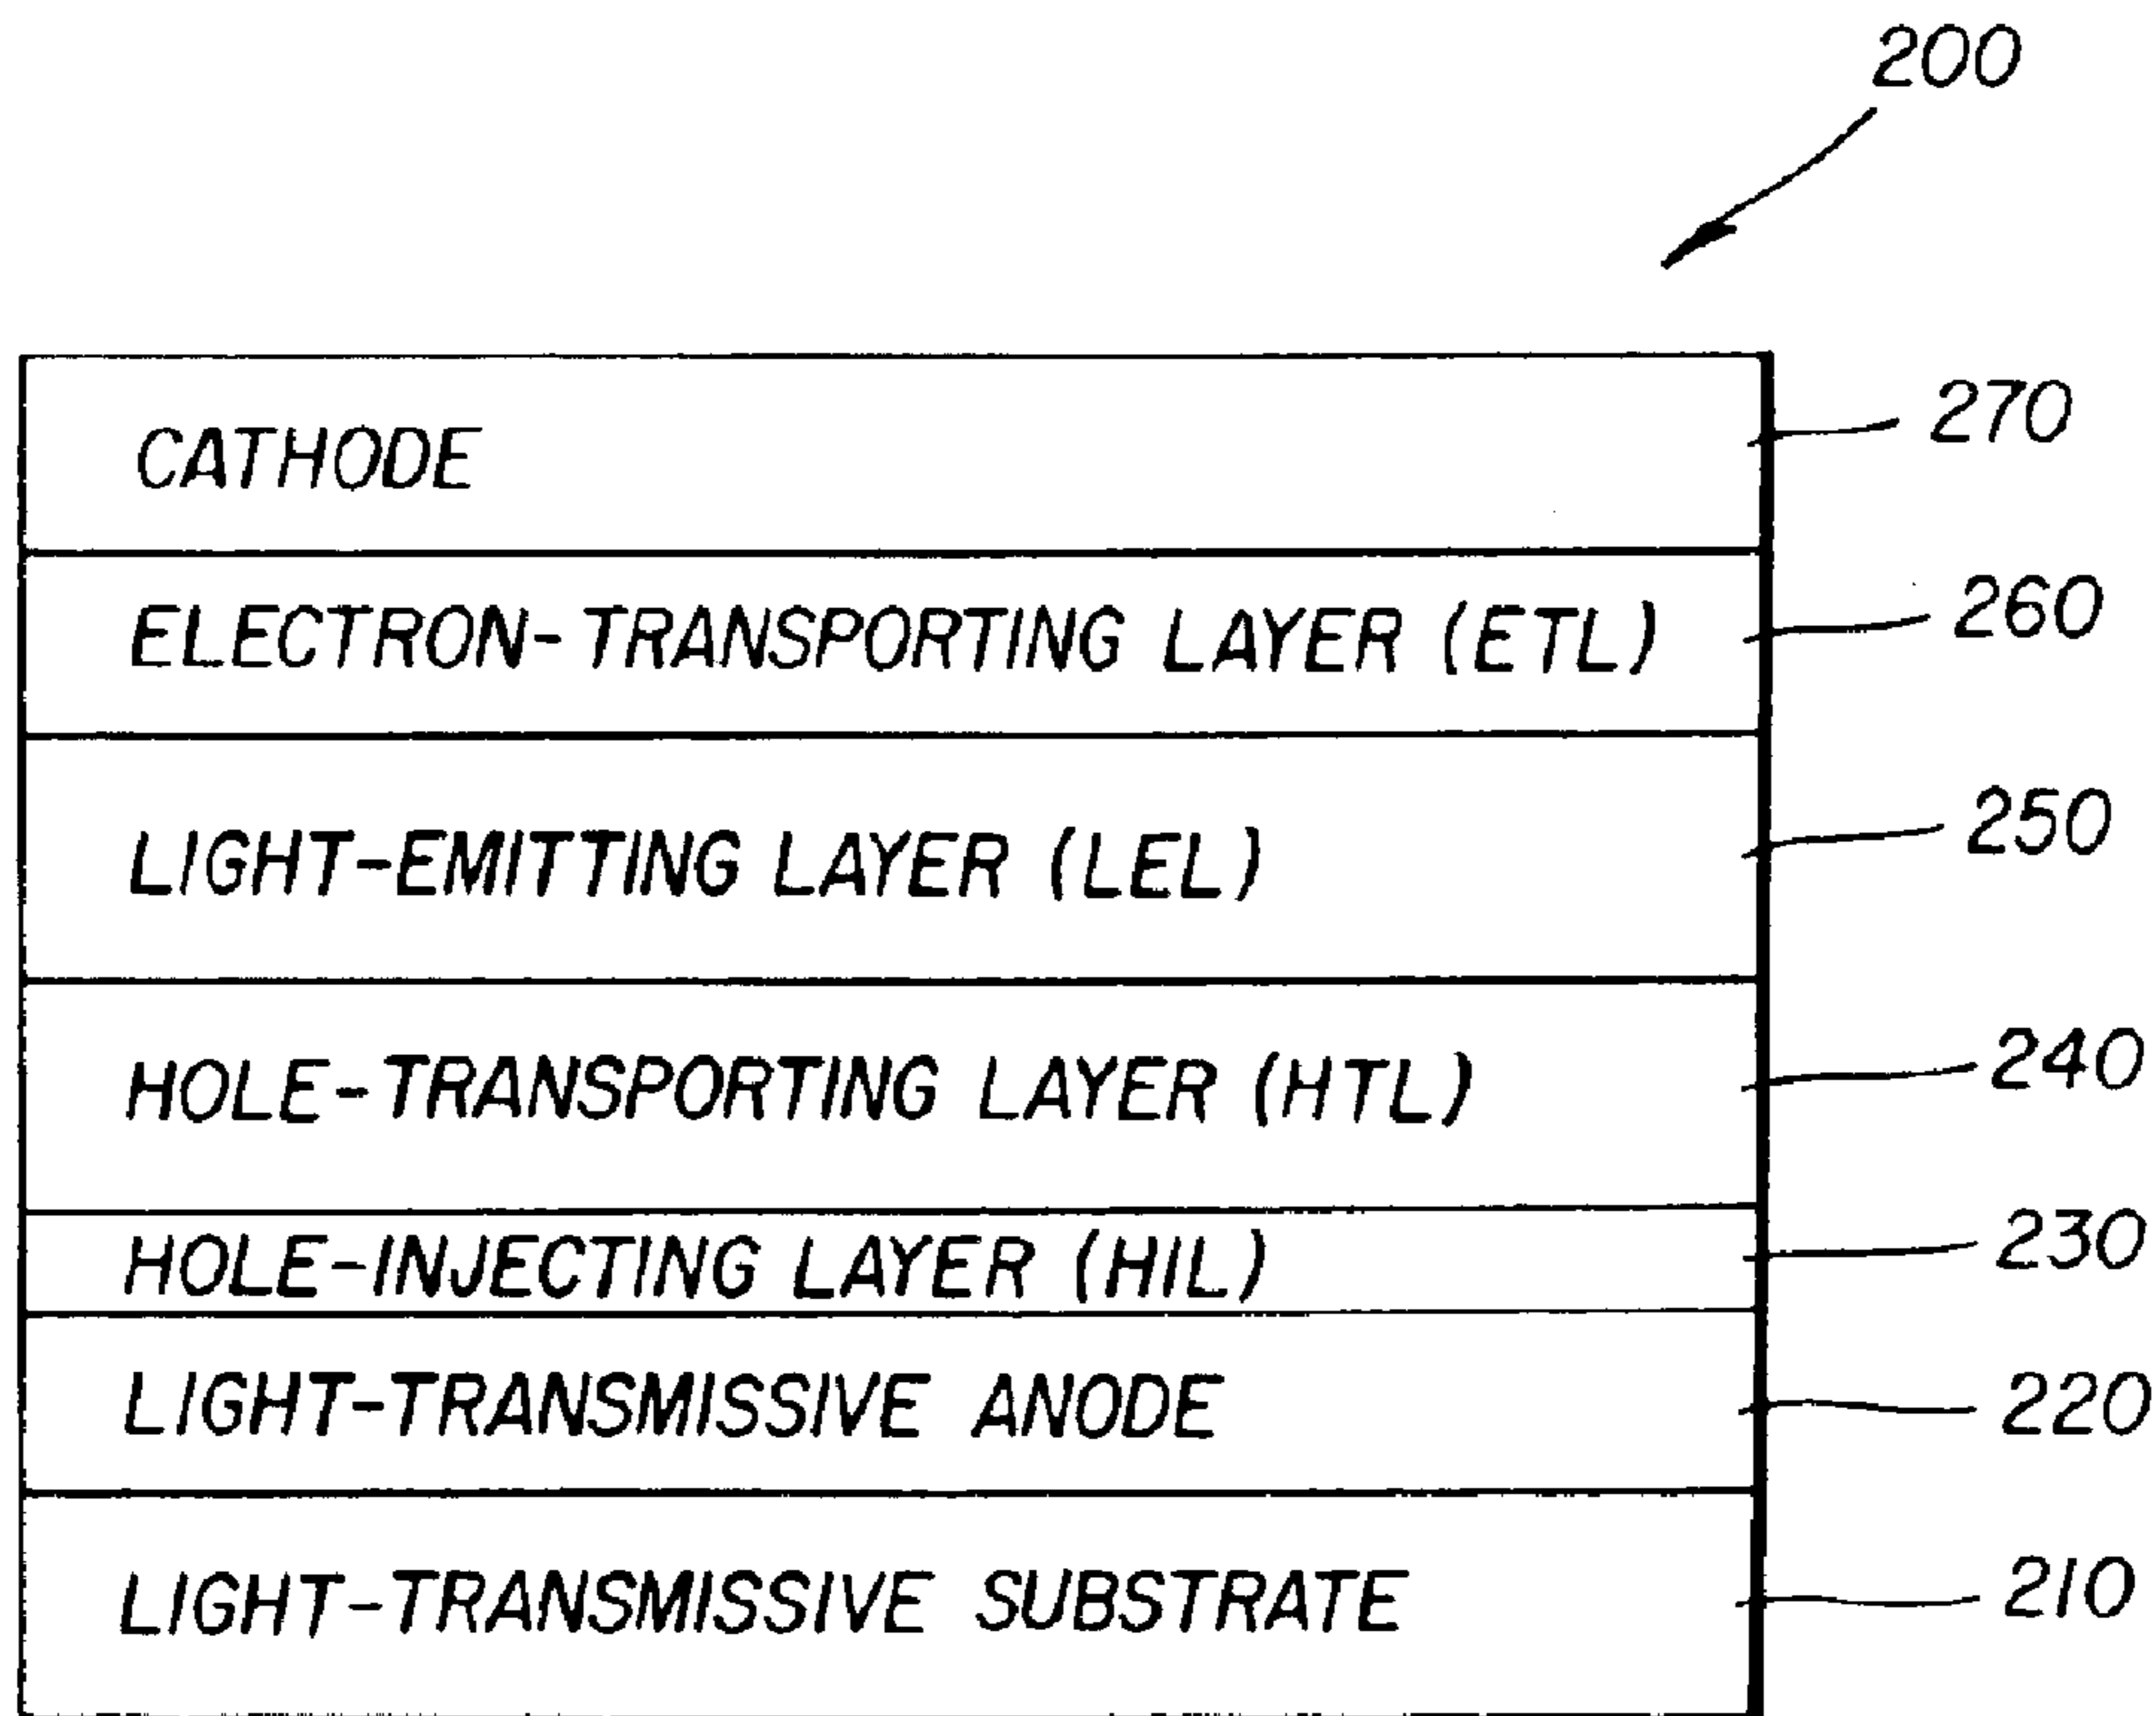 200
CATHODE 270
ELECTRON-TRANSPORTING LAYER (ETL) 260
LIGHT-EMITTING LAYER (LEL) 250
HOLE-TRANSPORTING LAYER (HTL) 240
HOLE-INJECTING LAYER (HIL) 230
LIGHT-TRANSMISSIVE ANODE 220
LIGHT-TRANSMISSIVE SUBSTRATE 210